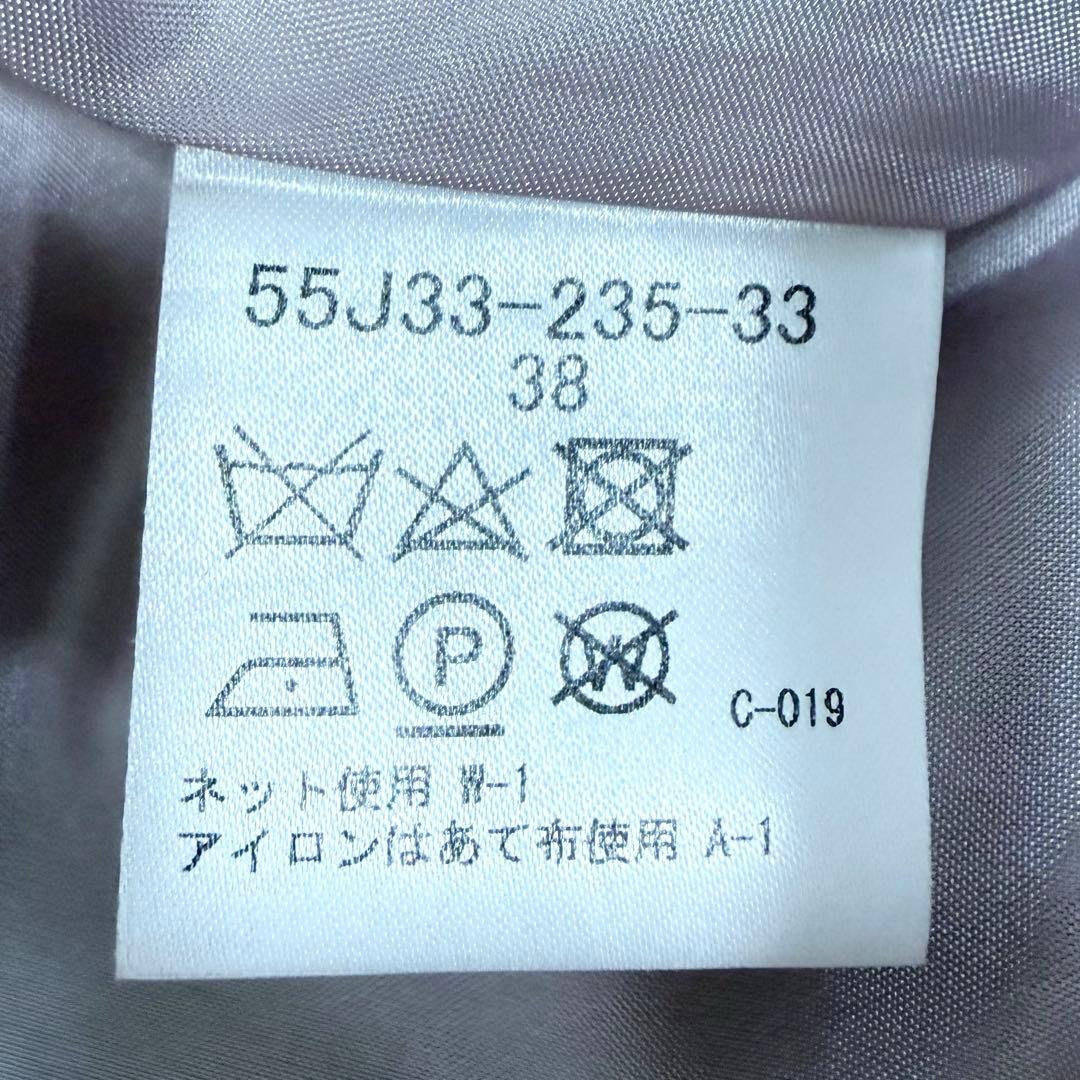 55J33-235-33
38
P W C-019
ネット使用 W-1
アイロンはあて布使用 A-1